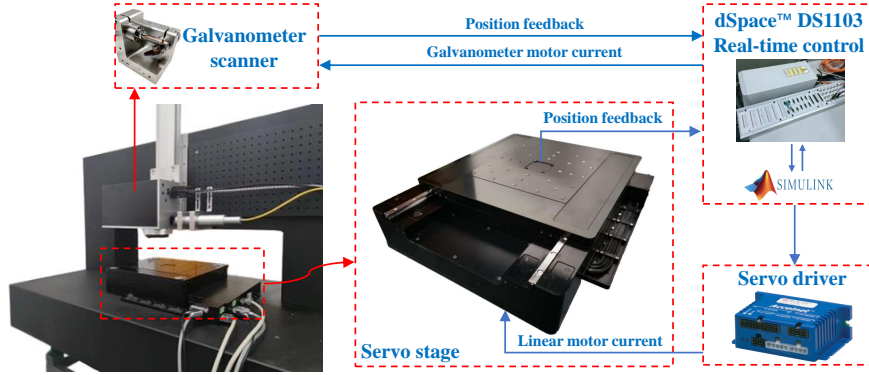 Galvanometer
scanner
Position feedback
Galvanometer motor current
dSpace™ DS1103
Real-time control
Position feedback
SIMULINK
Servo driver
Linear motor current
Servo stage